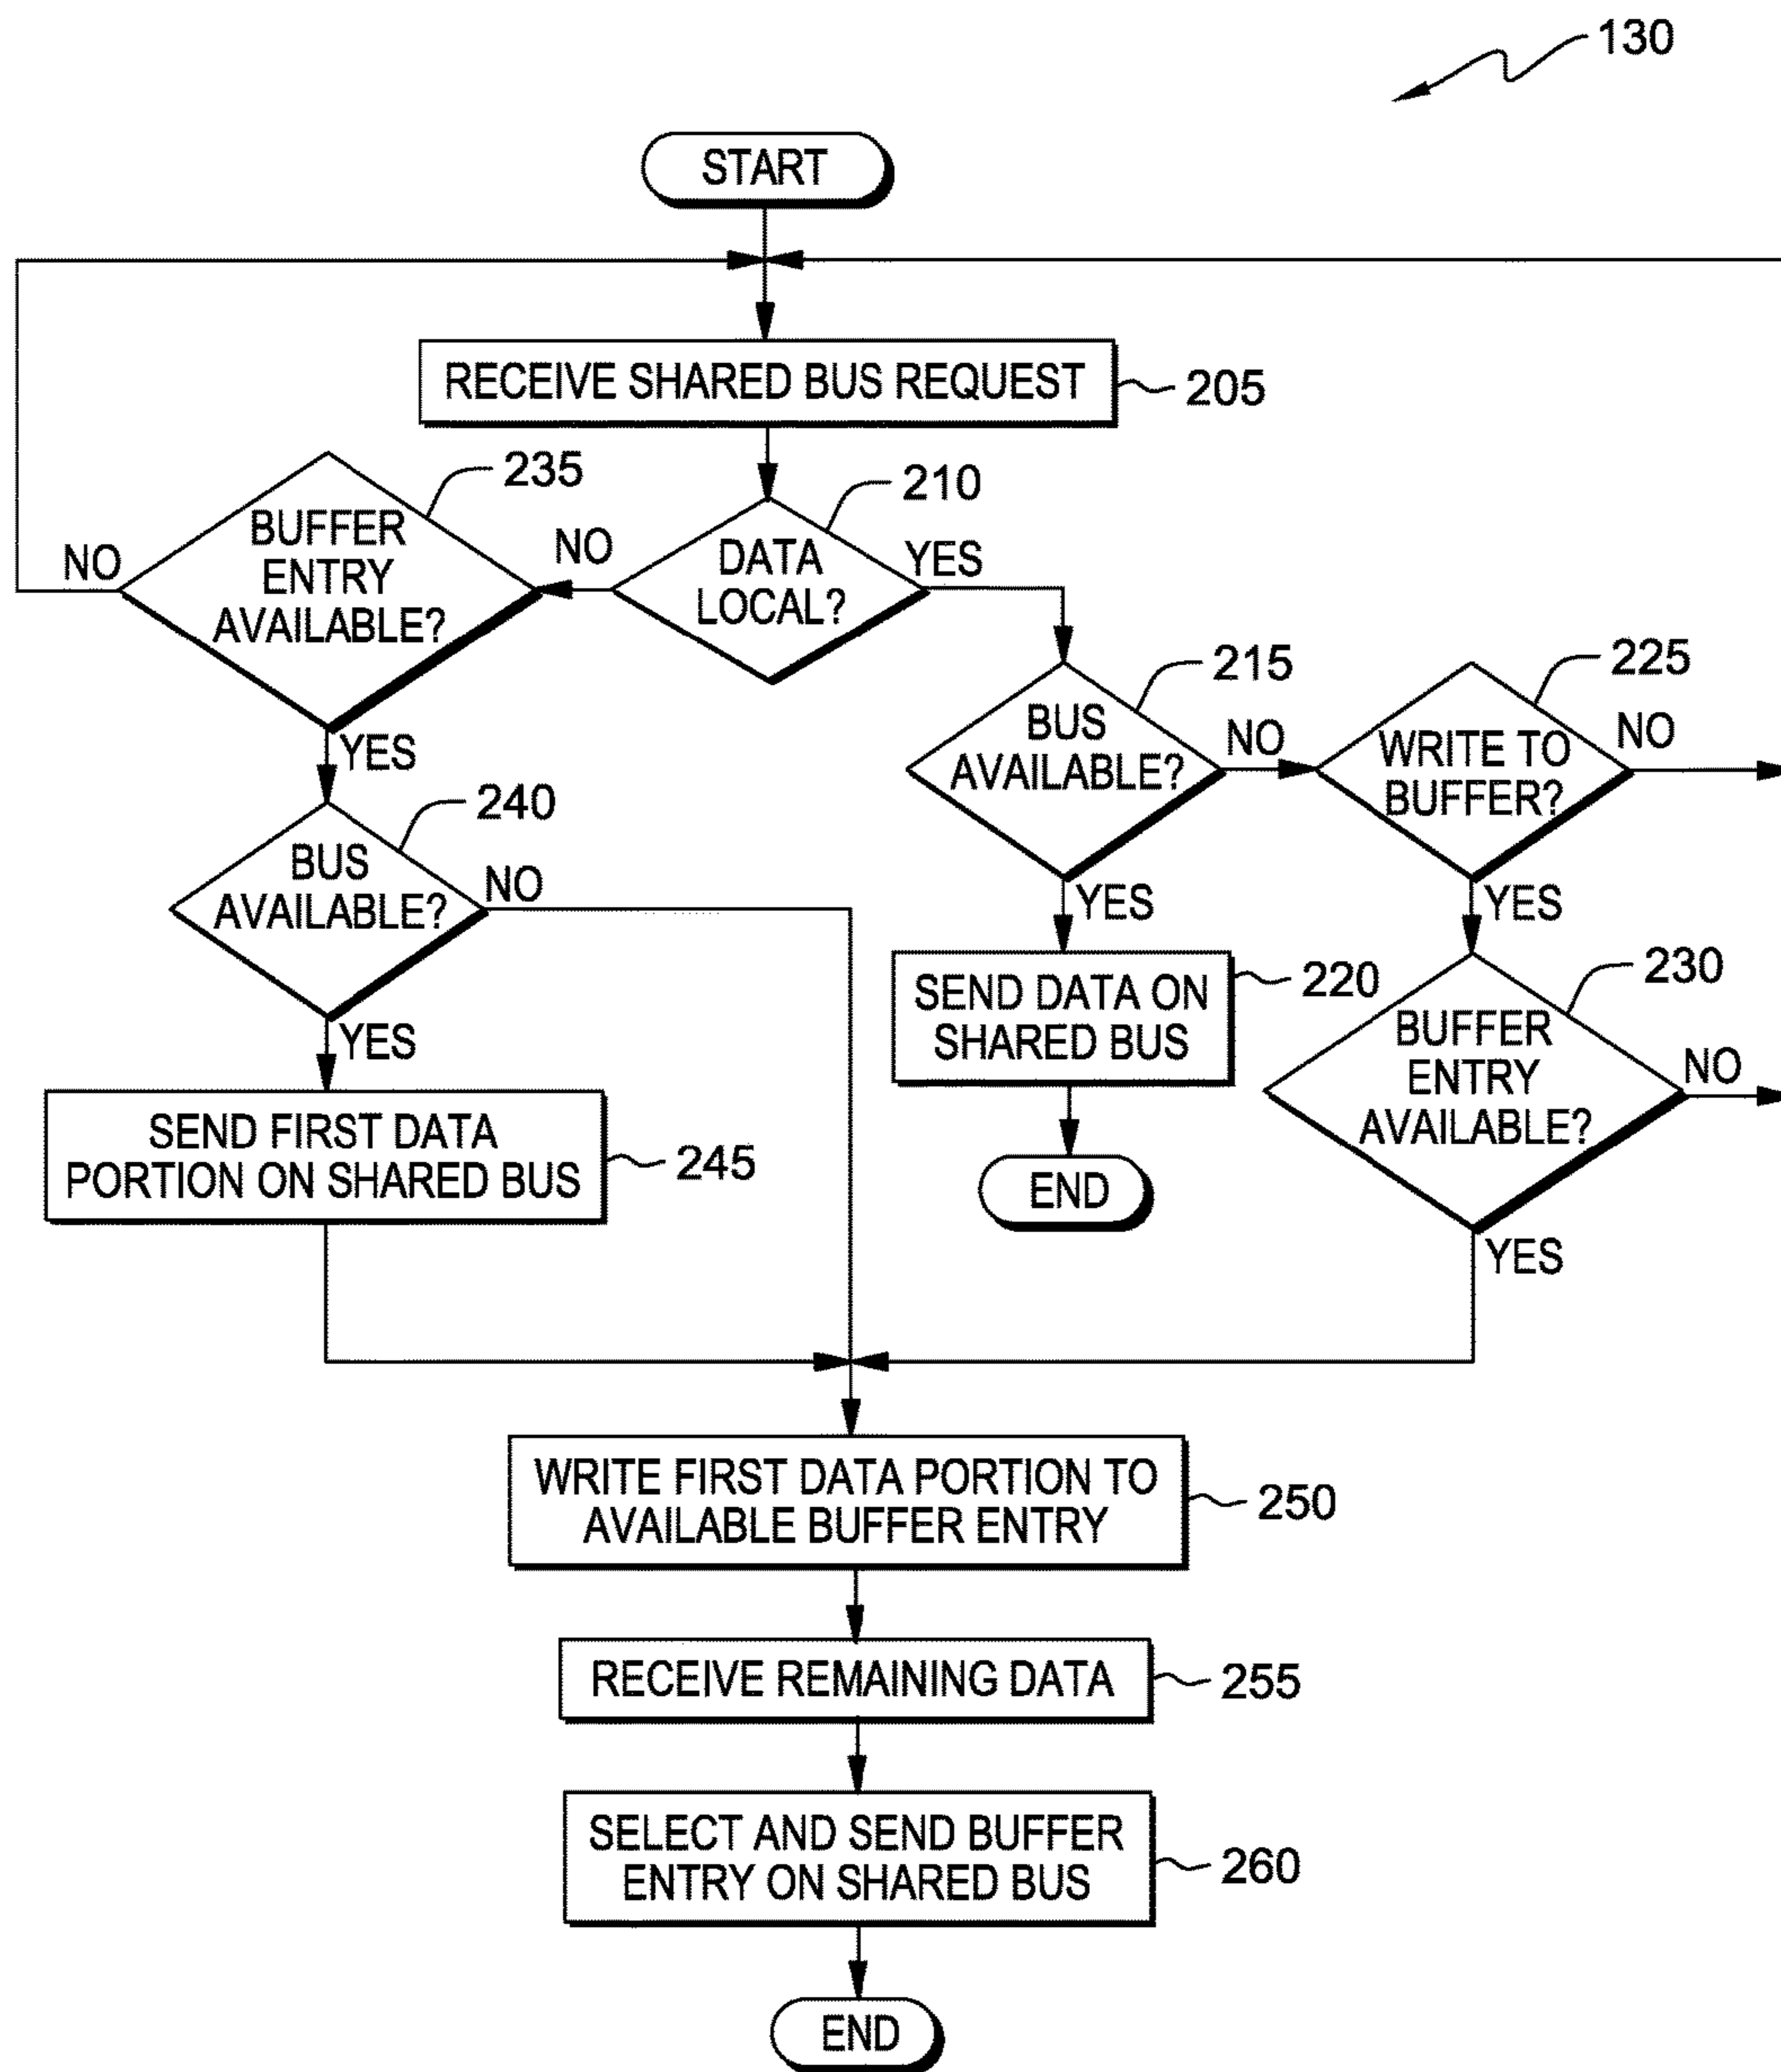 130
START
RECEIVE SHARED BUS REQUEST
205
235
210
BUFFER
ENTRY
AVAILABLE?
NO
NO
DATA
LOCAL?
YES
215
225
BUS
AVAILABLE?
NO
WRITE TO
BUFFER?
NO
YES
240
BUS
AVAILABLE?
NO
YES
YES
SEND DATA ON
SHARED BUS
220
230
BUFFER
ENTRY
AVAILABLE?
NO
YES
SEND FIRST DATA
PORTION ON SHARED BUS
245
END
YES
WRITE FIRST DATA PORTION TO
AVAILABLE BUFFER ENTRY
250
RECEIVE REMAINING DATA
255
SELECT AND SEND BUFFER
ENTRY ON SHARED BUS
260
END